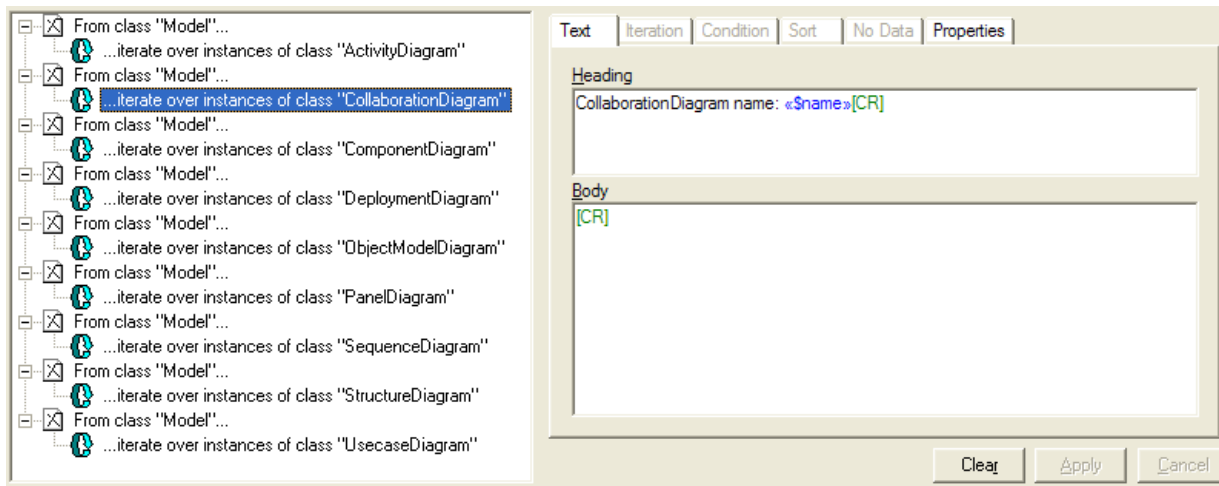 From class "Model"...
...iterate over instances of class "ActivityDiagram"
From class "Model"...
...iterate over instances of class "CollaborationDiagram"
From class "Model"...
...iterate over instances of class "ComponentDiagram"
From class "Model"...
...iterate over instances of class "DeploymentDiagram"
From class "Model"...
...iterate over instances of class "ObjectModelDiagram"
From class "Model"...
...iterate over instances of class "PanelDiagram"
From class "Model"...
...iterate over instances of class "SequenceDiagram"
From class "Model"...
...iterate over instances of class "StructureDiagram"
From class "Model"...
...iterate over instances of class "UsecaseDiagram"
Text Iteration Condition Sort No Data Properties
Heading
CollaborationDiagram name: «$name»[CR]
Body
[CR]
Clear Apply Cancel